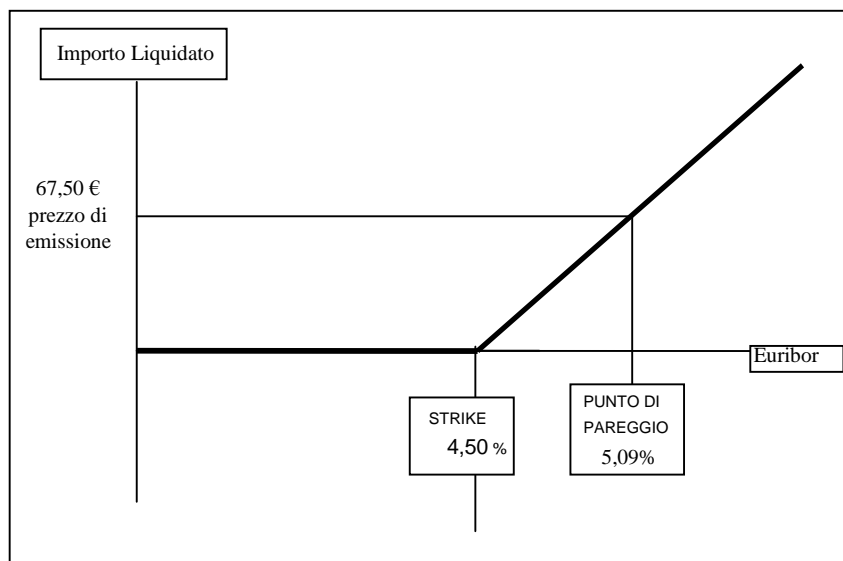 Importo Liquidato
67,50 €
prezzo di
emissione
Euribor
STRIKE
4,50 %
PUNTO DI
PAREGGIO
5,09%